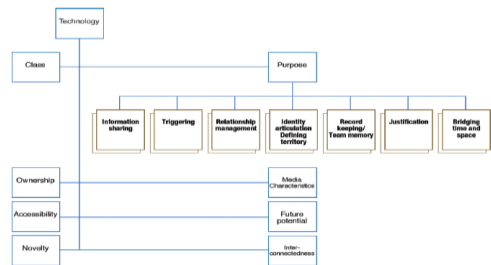 Technology
Class
Purpose
Information
sharing
Triggering
Relationship
management
Identity
articulation
Defining
territory
Record
keeping/
Team memory
Justification
Bridging
time and
space
Ownership
Media
Characteristics
Accessibility
Future
potential
Novelty
Inter-
connectedness